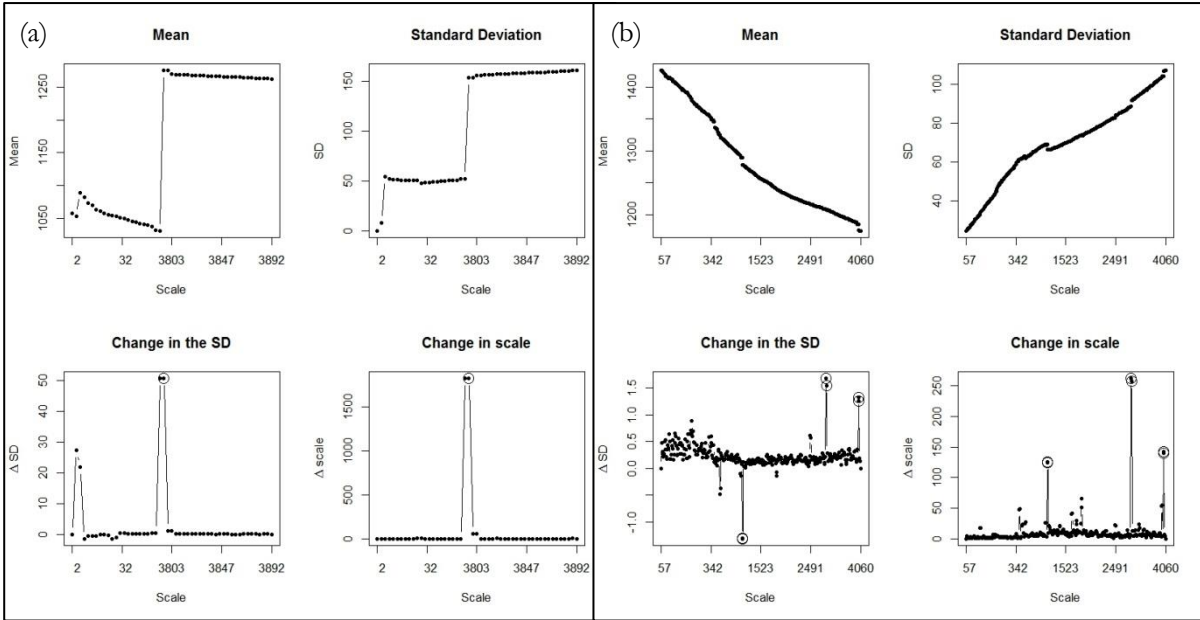 (a)
Mean
Mean
1050
1150
1250
2
32
3803
3847
3892
Scale
Standard Deviation
SD
0
50
100
150
2
32
3803
3847
3892
Scale
Change in the SD
Δ SD
0
10
20
30
40
50
2
32
3803
3847
3892
Scale
Change in scale
Δ scale
0
500
1000
1500
2
32
3803
3847
3892
Scale
(b)
Mean
Mean
1200
1300
1400
57
342
1523
2491
4060
Scale
Standard Deviation
SD
40
60
80
100
57
342
1523
2491
4060
Scale
Change in the SD
Δ SD
-1.0
0.0
0.5
1.0
1.5
57
342
1523
2491
4060
Scale
Change in scale
Δ scale
0
50
100
150
200
250
57
342
1523
2491
4060
Scale